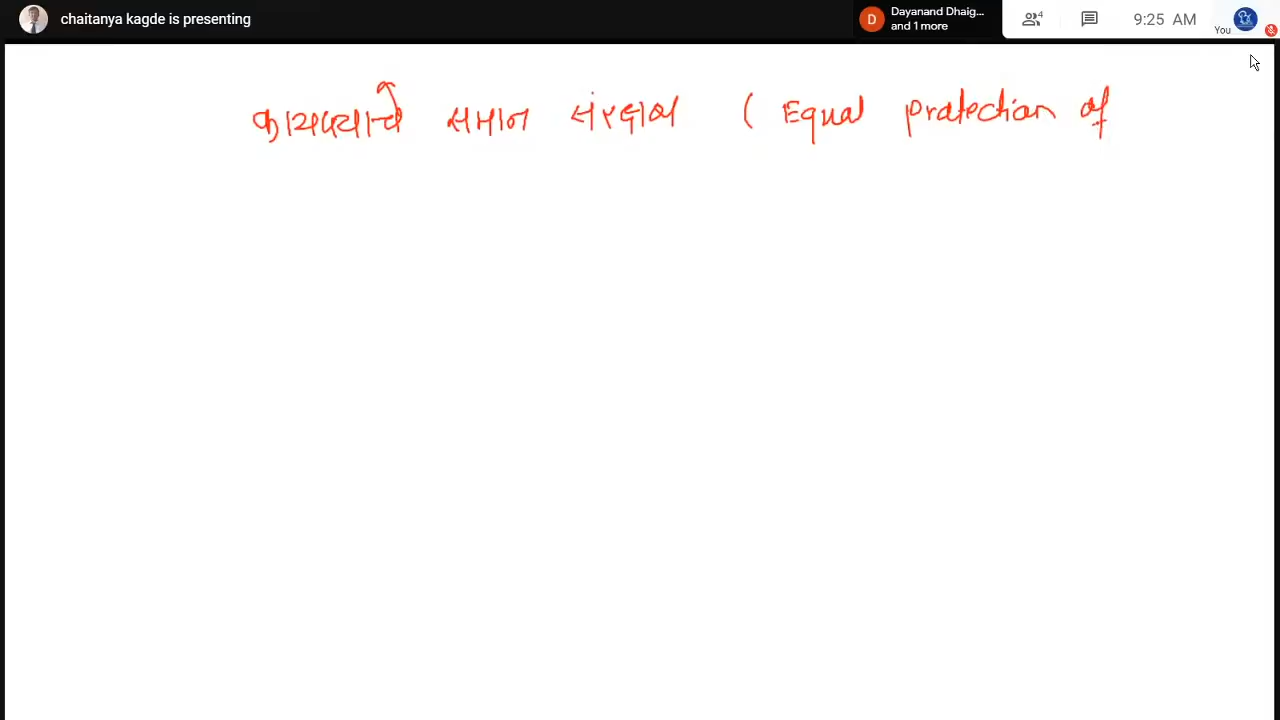 chaitanya kagde is presenting
D
Dayanand Dhaig...
and 1 more
4
9:25 AM
You
कायद्याचे समान संरक्षण ( Equal protection of